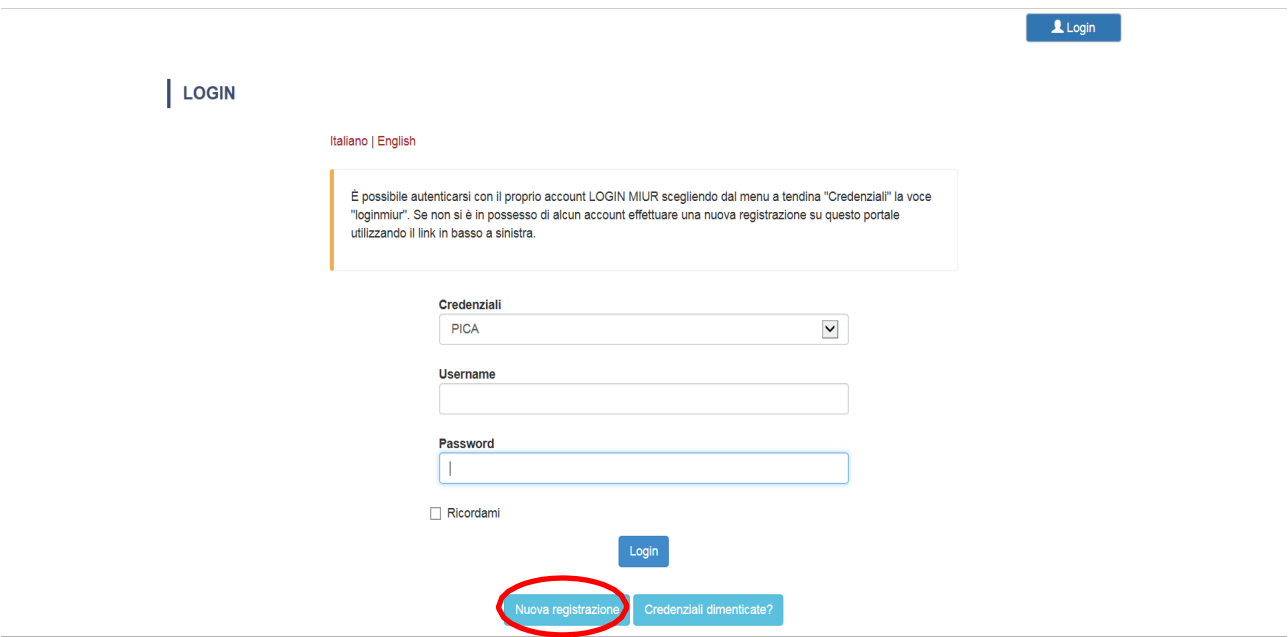 Login
LOGIN
Italiano | English
È possibile autenticarsi con il proprio account LOGIN MIUR scegliendo dal menu a tendina "Credenziali" la voce
"loginmiur". Se non si è in possesso di alcun account effettuare una nuova registrazione su questo portale
utilizzando il link in basso a sinistra.
Credenziali
PICA
Username
Password
Ricordami
Login
Nuova registrazione
Credenziali dimenticate?